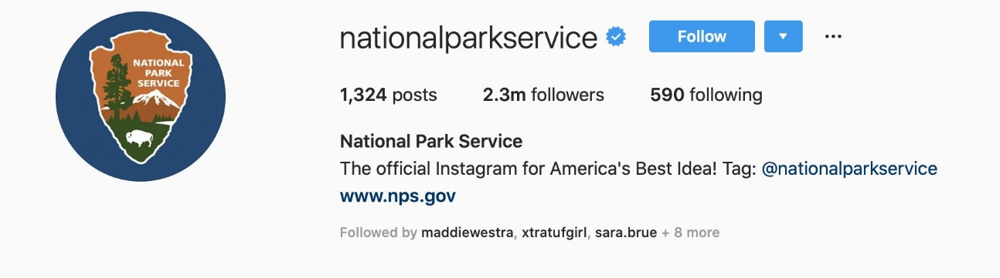 NATIONAL
PARK
SERVICE
nationalparkservice Follow ...
1,324 posts 2.3m followers 590 following
National Park Service
The official Instagram for America's Best Idea! Tag: @nationalparkservice
www.nps.gov
Followed by maddiewestra, xtratufgirl, sara.brue + 8 more